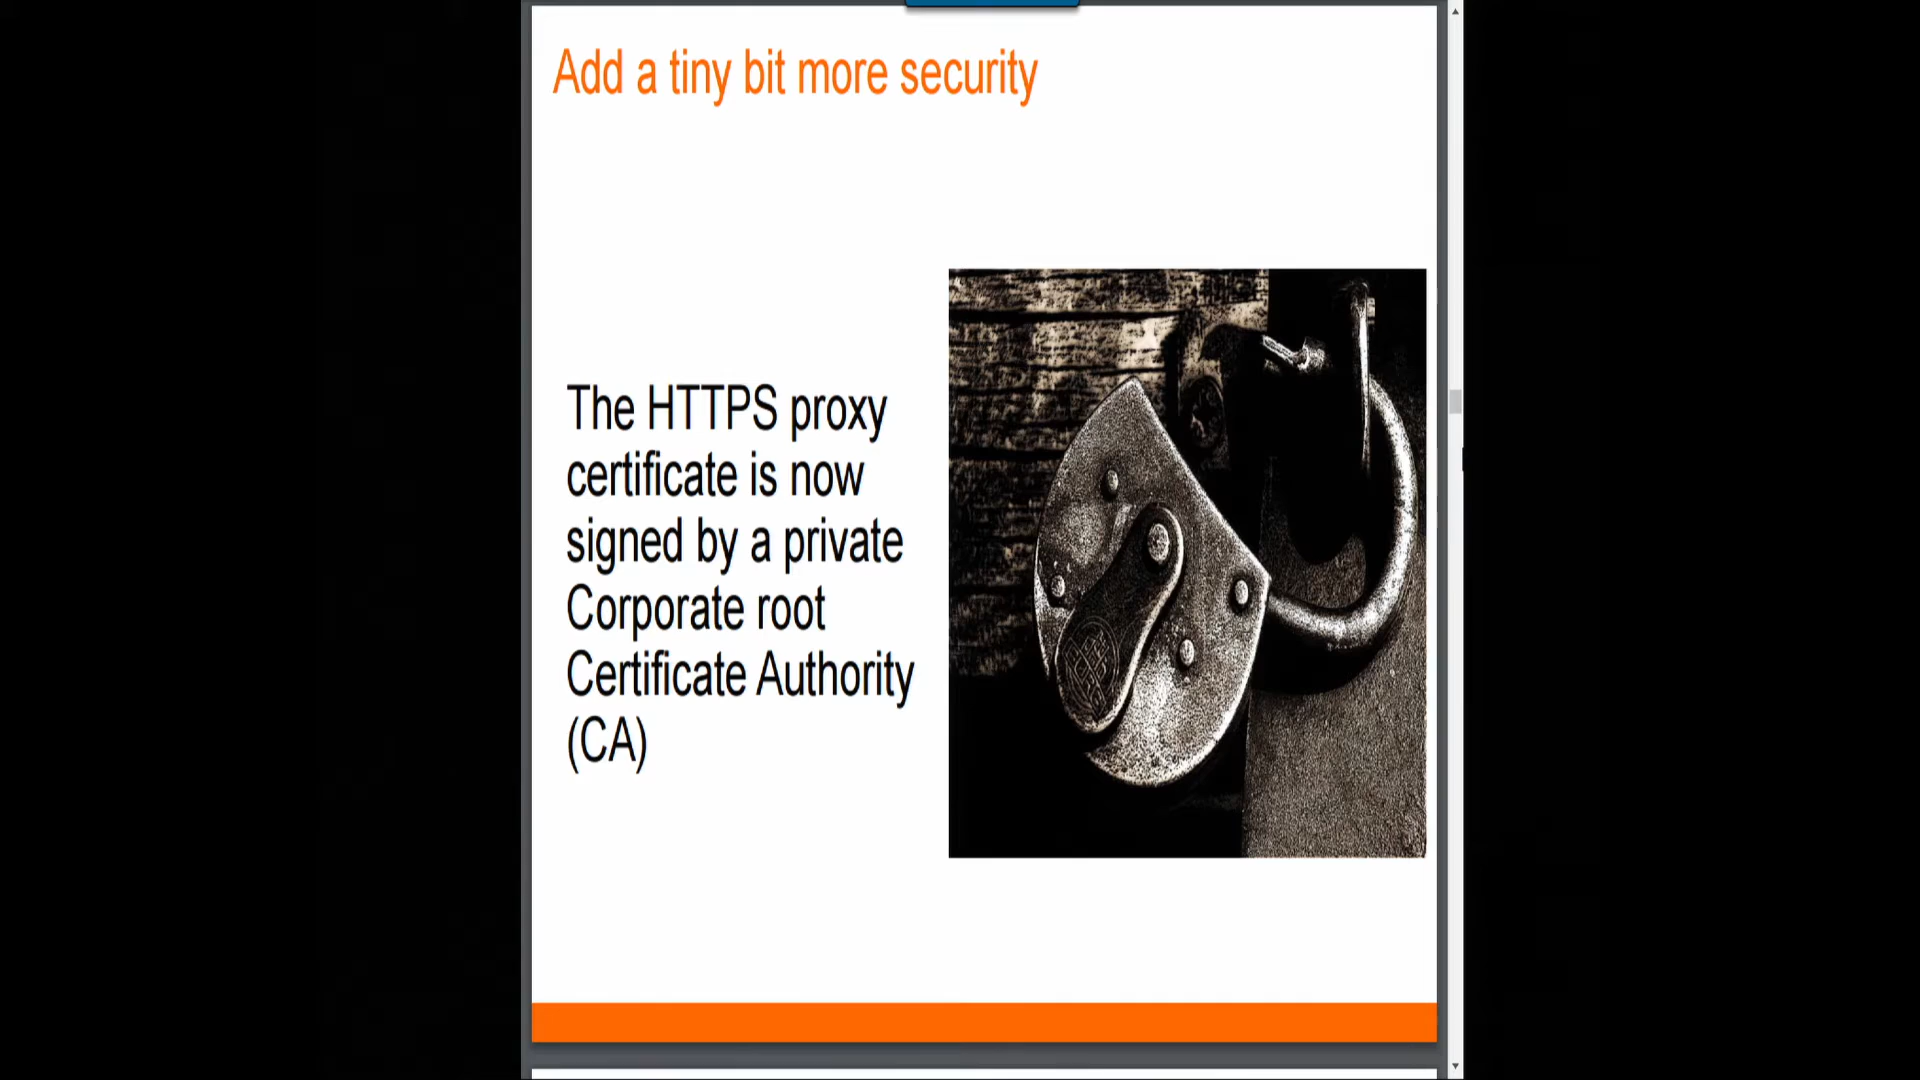 Add a tiny bit more security
The HTTPS proxy
certificate is now
signed by a private
Corporate root
Certificate Authority
(CA)